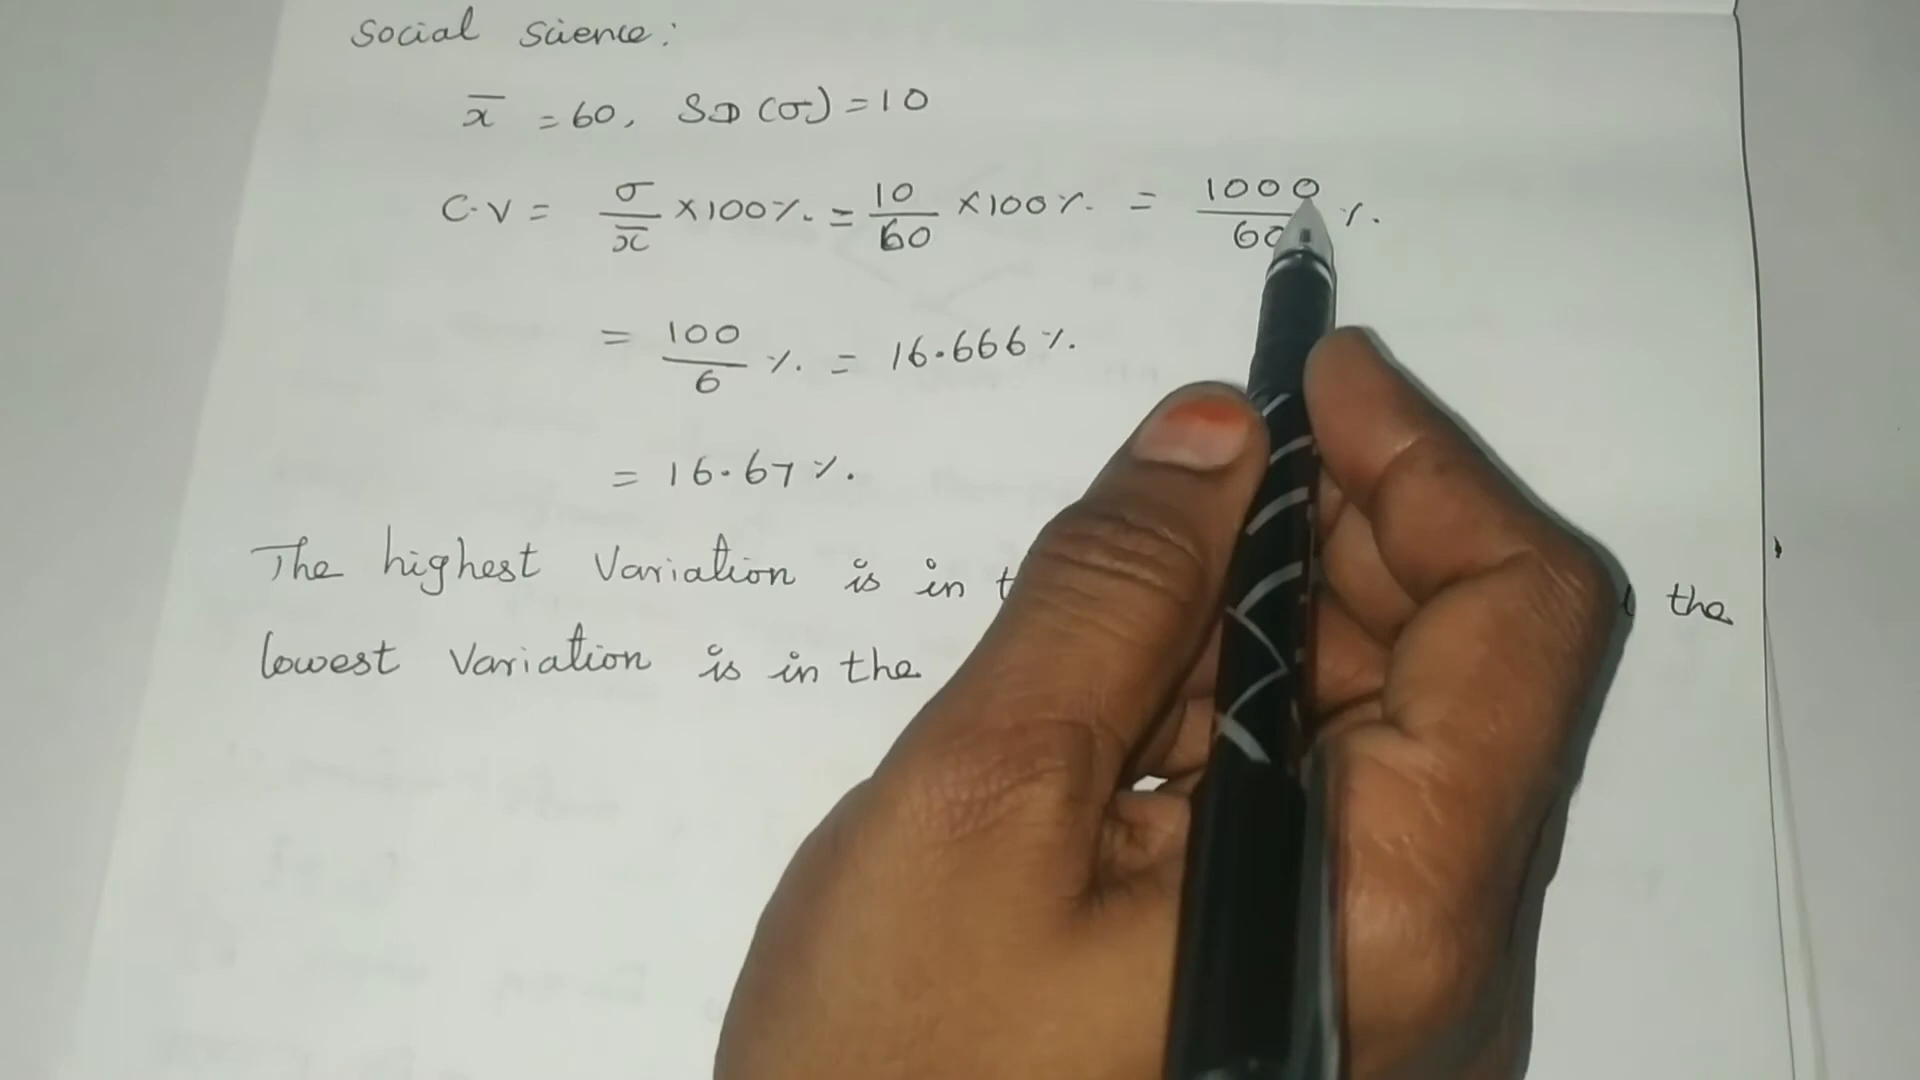 Social Science:
x̄ = 60, SD (σ) = 10
C.V = σ/x̄ ×100% = 10/60 ×100% = 1000/60 %.
= 100/6 %. = 16.666 %.
= 16.67 %.
The highest Variation is in the
lowest Variation is in the